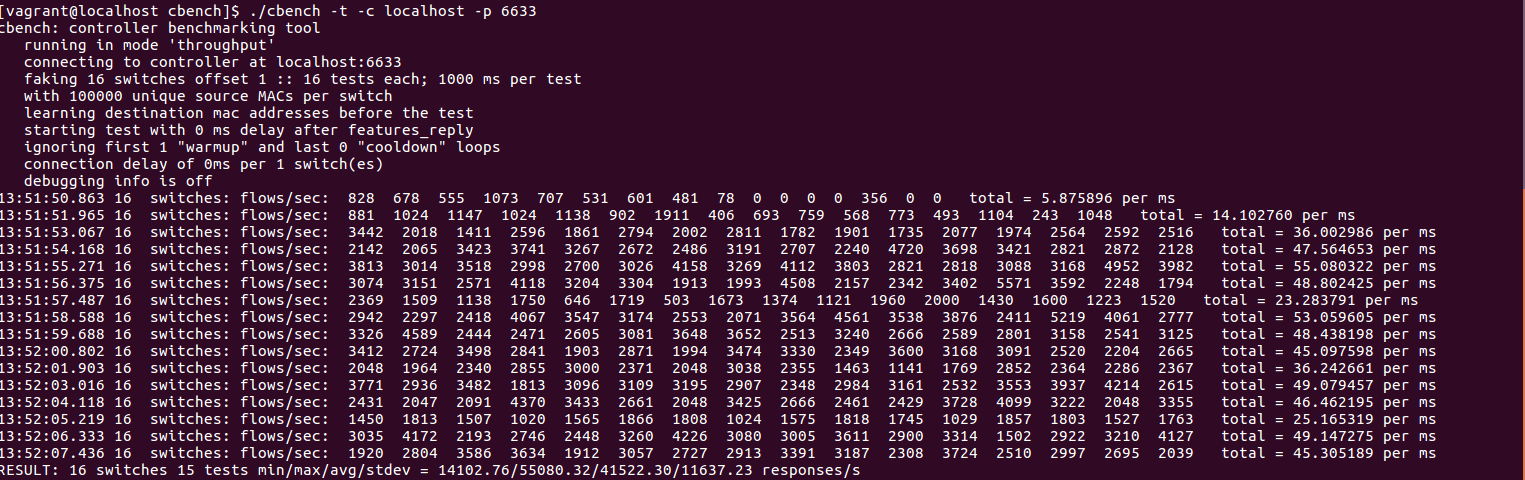 [vagrant@localhost cbench]$ ./cbench -t -c localhost -p 6633
cbench: controller benchmarking tool
   running in mode 'throughput'
   connecting to controller at localhost:6633
   faking 16 switches offset 1 :: 16 tests each; 1000 ms per test
   with 100000 unique source MACs per switch
   learning destination mac addresses before the test
   starting test with 0 ms delay after features_reply
   ignoring first 1 "warmup" and last 0 "cooldown" loops
   connection delay of 0ms per 1 switch(es)
   debugging info is off
13:51:50.863 16  switches: flows/sec:  828  678  555  1073  707  531  601  481  78  0  0  0  0  356  0  0   total = 5.875896 per ms
13:51:51.965 16  switches: flows/sec:  881  1024  1147  1024  1138  902  1911  406  693  759  568  773  493  1104  243  1048   total = 14.102760 per ms
13:51:53.067 16  switches: flows/sec:  3442  2018  1411  2596  1861  2794  2002  2811  1782  1901  1735  2077  1974  2564  2592  2516   total = 36.002986 per ms
13:51:54.168 16  switches: flows/sec:  2142  2065  3423  3741  3267  2672  2486  3191  2707  2240  4720  3698  3421  2821  2872  2128   total = 47.564653 per ms
13:51:55.271 16  switches: flows/sec:  3813  3014  3518  2998  2700  3026  4158  3269  4112  3803  2821  2818  3088  3168  4952  3982   total = 55.080322 per ms
13:51:56.375 16  switches: flows/sec:  3074  3151  2571  4118  3204  3304  1913  1993  4508  2157  2342  3402  5571  3592  2248  1794   total = 48.802425 per ms
13:51:57.487 16  switches: flows/sec:  2369  1509  1138  1750  646  1719  503  1673  1374  1121  1960  2000  1430  1600  1223  1520   total = 23.283791 per ms
13:51:58.588 16  switches: flows/sec:  2942  2297  2418  4067  3547  3174  2553  2071  3564  4561  3538  3876  2411  5219  4061  2777   total = 53.059605 per ms
13:51:59.688 16  switches: flows/sec:  3326  4589  2444  2471  2605  3081  3648  3652  2513  3240  2666  2589  2801  3158  2541  3125   total = 48.438198 per ms
13:52:00.802 16  switches: flows/sec:  3412  2724  3498  2841  1903  2871  1994  3474  3330  2349  3600  3168  3091  2520  2204  2665   total = 45.097598 per ms
13:52:01.903 16  switches: flows/sec:  2048  1964  2340  2855  3000  2371  2048  3038  2355  1463  1141  1769  2852  2364  2286  2367   total = 36.242661 per ms
13:52:03.016 16  switches: flows/sec:  3771  2936  3482  1813  3096  3109  3195  2907  2348  2984  3161  2532  3553  3937  4214  2615   total = 49.079457 per ms
13:52:04.118 16  switches: flows/sec:  2431  2047  2091  4370  3433  2661  2048  3425  2666  2461  2429  3728  4099  3222  2048  3355   total = 46.462195 per ms
13:52:05.219 16  switches: flows/sec:  1450  1813  1507  1020  1565  1866  1808  1024  1575  1818  1745  1029  1857  1803  1527  1763   total = 25.165319 per ms
13:52:06.333 16  switches: flows/sec:  3035  4172  2193  2746  2448  3260  4226  3080  3005  3611  2900  3314  1502  2922  3210  4127   total = 49.147275 per ms
13:52:07.436 16  switches: flows/sec:  1920  2804  3586  3634  1912  3057  2727  2913  3391  3187  2308  3724  2510  2997  2695  2039   total = 45.305189 per ms
RESULT: 16 switches 15 tests min/max/avg/stdev = 14102.76/55080.32/41522.30/11637.23 responses/s